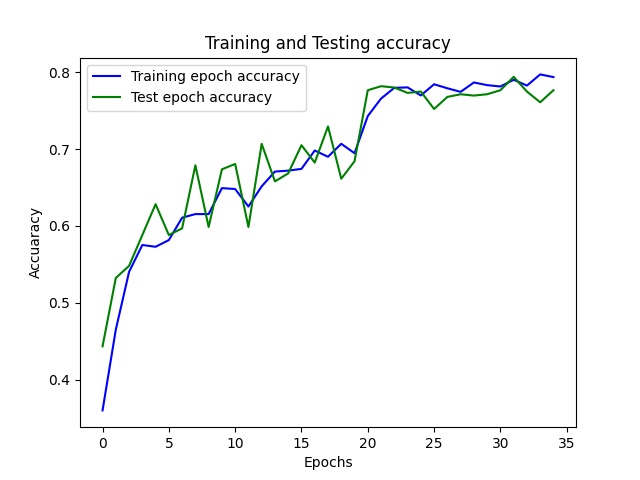 Training and Testing accuracy
Training epoch accuracy
Test epoch accuracy
0.8
0.7
0.6
0.5
0.4
Accuaracy
0 5 10 15 20 25 30 35
Epochs